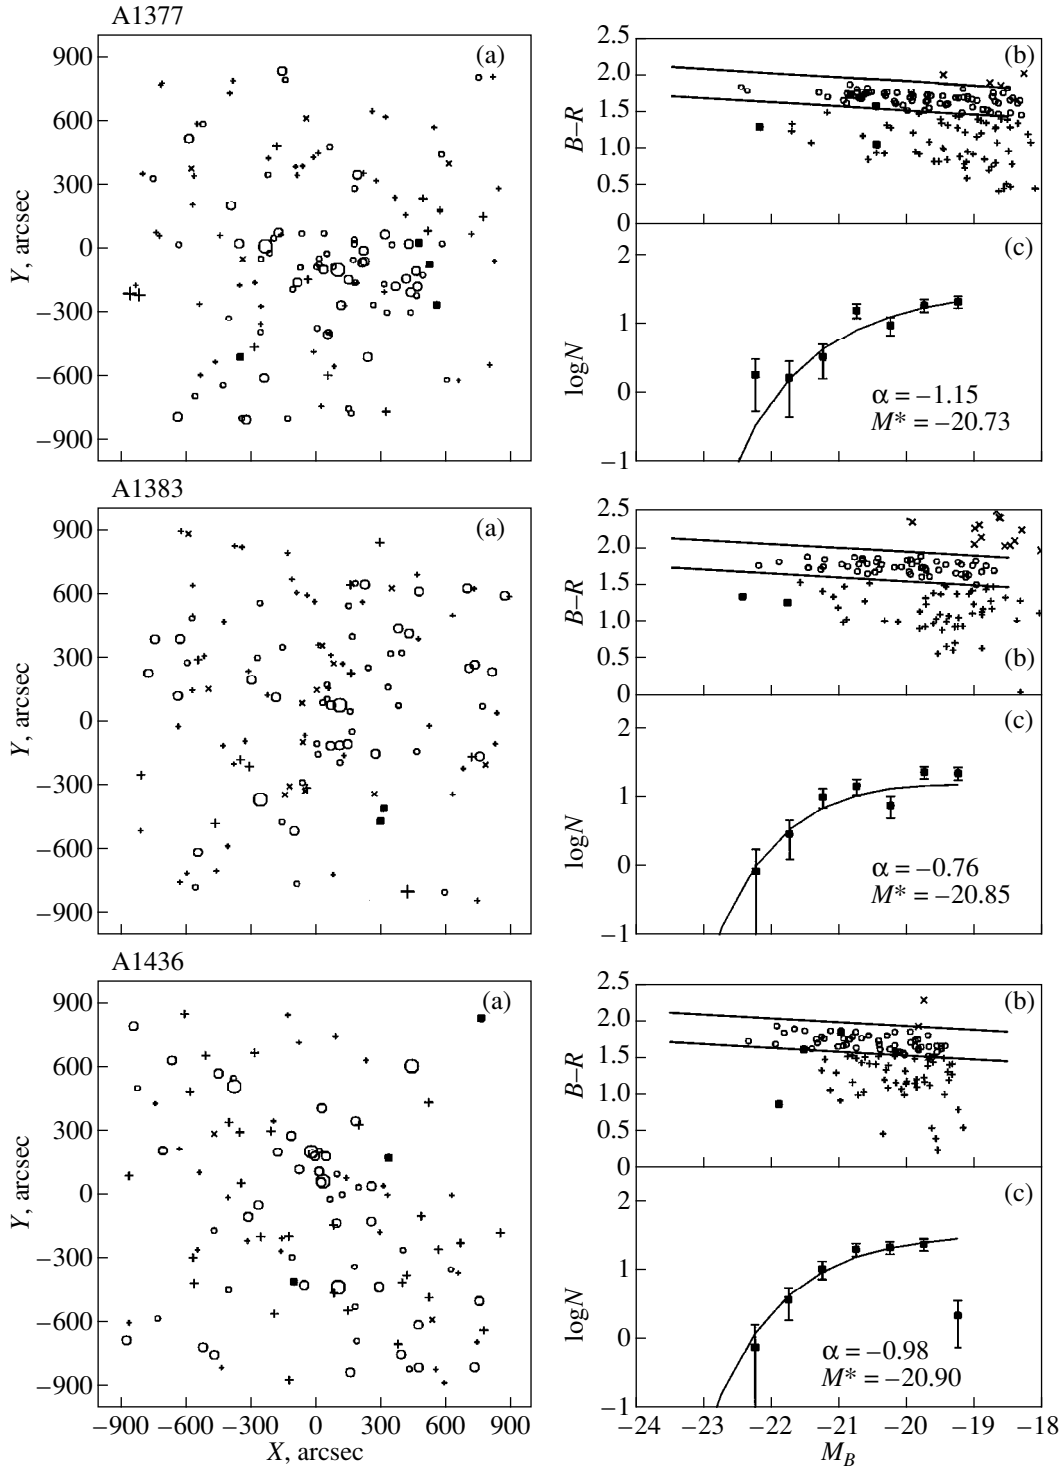 A1377
(a)
900
600
300
0
−300
−600
−900
Y, arcsec
2.5
2.0
1.5
1.0
0.5
0
B–R
(b)
2
1
0
−1
logN
(c)
α = −1.15
M* = −20.73
A1383
(a)
900
600
300
0
−300
−600
−900
Y, arcsec
2.5
2.0
1.5
1.0
0.5
0
B–R
(b)
2
1
0
−1
logN
(c)
α = −0.76
M* = −20.85
A1436
(a)
900
600
300
0
−300
−600
−900
Y, arcsec
−900 −600 −300 0 300 600 900
X, arcsec
2.5
2.0
1.5
1.0
0.5
0
B–R
(b)
2
1
0
−1
logN
(c)
α = −0.98
M* = −20.90
−24 −23 −22 −21 −20 −19 −18
M_B